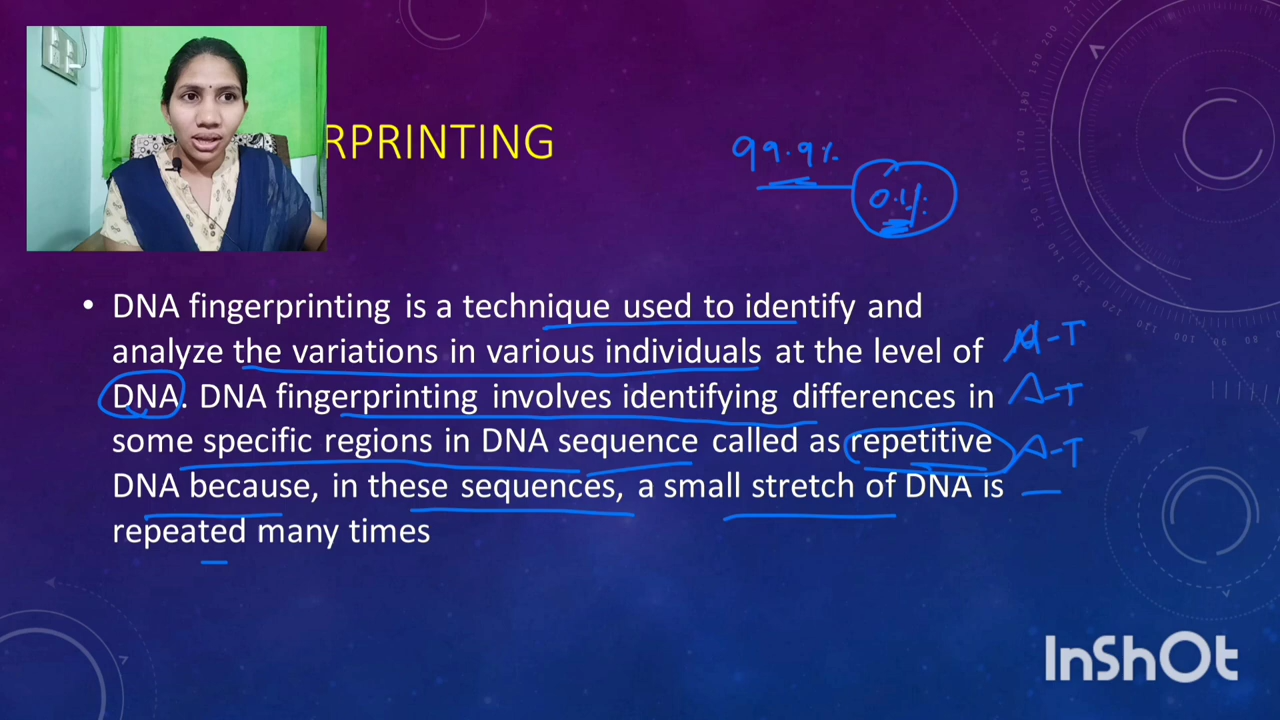 RPRINTING
99.9%
0.1%
• DNA fingerprinting is a technique used to identify and
analyze the variations in various individuals at the level of
DNA. DNA fingerprinting involves identifying differences in
some specific regions in DNA sequence called as repetitive
DNA because, in these sequences, a small stretch of DNA is
repeated many times
A-T
A-T
A-T
InShOt